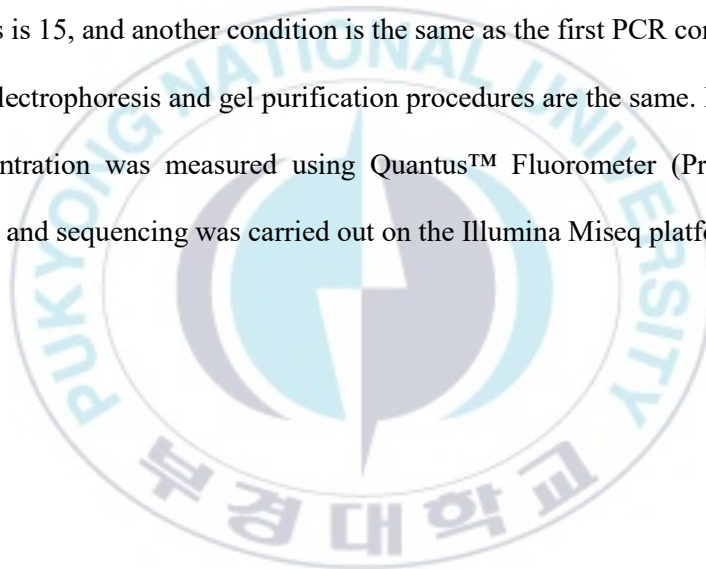 s is 15, and another condition is the same as the first PCR con
lectrophoresis and gel purification procedures are the same.
ntration was measured using Quantus™ Fluorometer (Pr
and sequencing was carried out on the Illumina Miseq platfo
PUKYONG NATIONAL UNIVERSITY
부경대학교